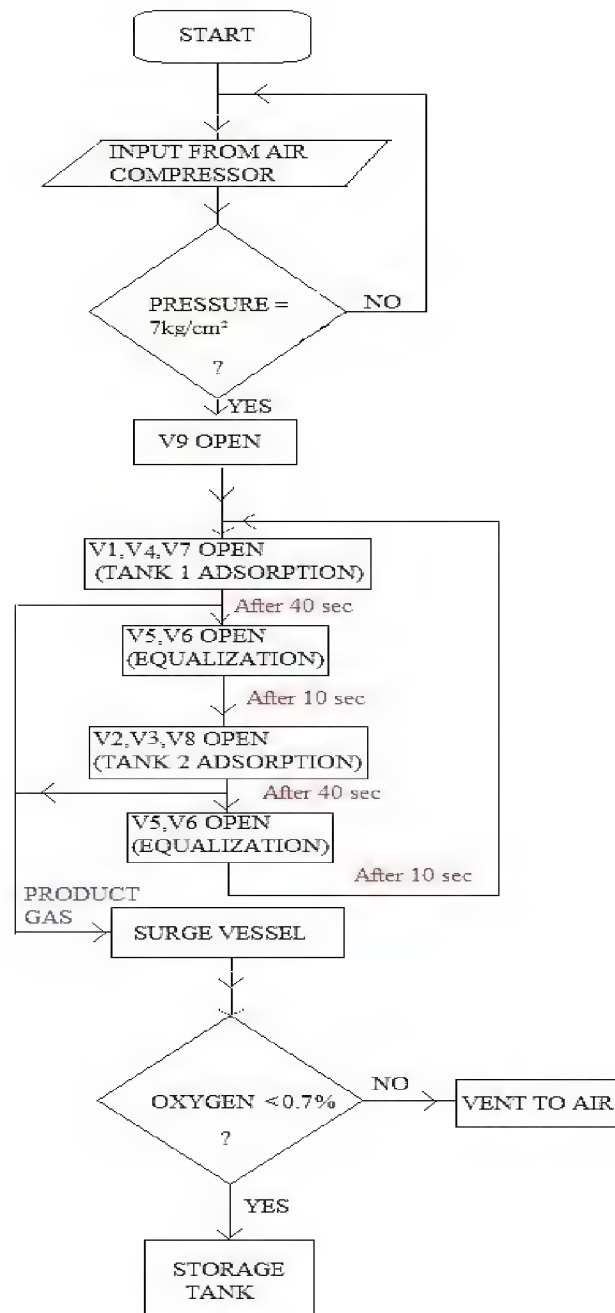 START
INPUT FROM AIR
COMPRESSOR
PRESSURE =
7kg/cm²
?
NO
YES
V9 OPEN
V1,V4,V7 OPEN
(TANK 1 ADSORPTION)
After 40 sec
V5,V6 OPEN
(EQUALIZATION)
After 10 sec
V2,V3,V8 OPEN
(TANK 2 ADSORPTION)
After 40 sec
V5,V6 OPEN
(EQUALIZATION)
After 10 sec
PRODUCT
GAS
SURGE VESSEL
OXYGEN <0.7%
?
NO
VENT TO AIR
YES
STORAGE
TANK